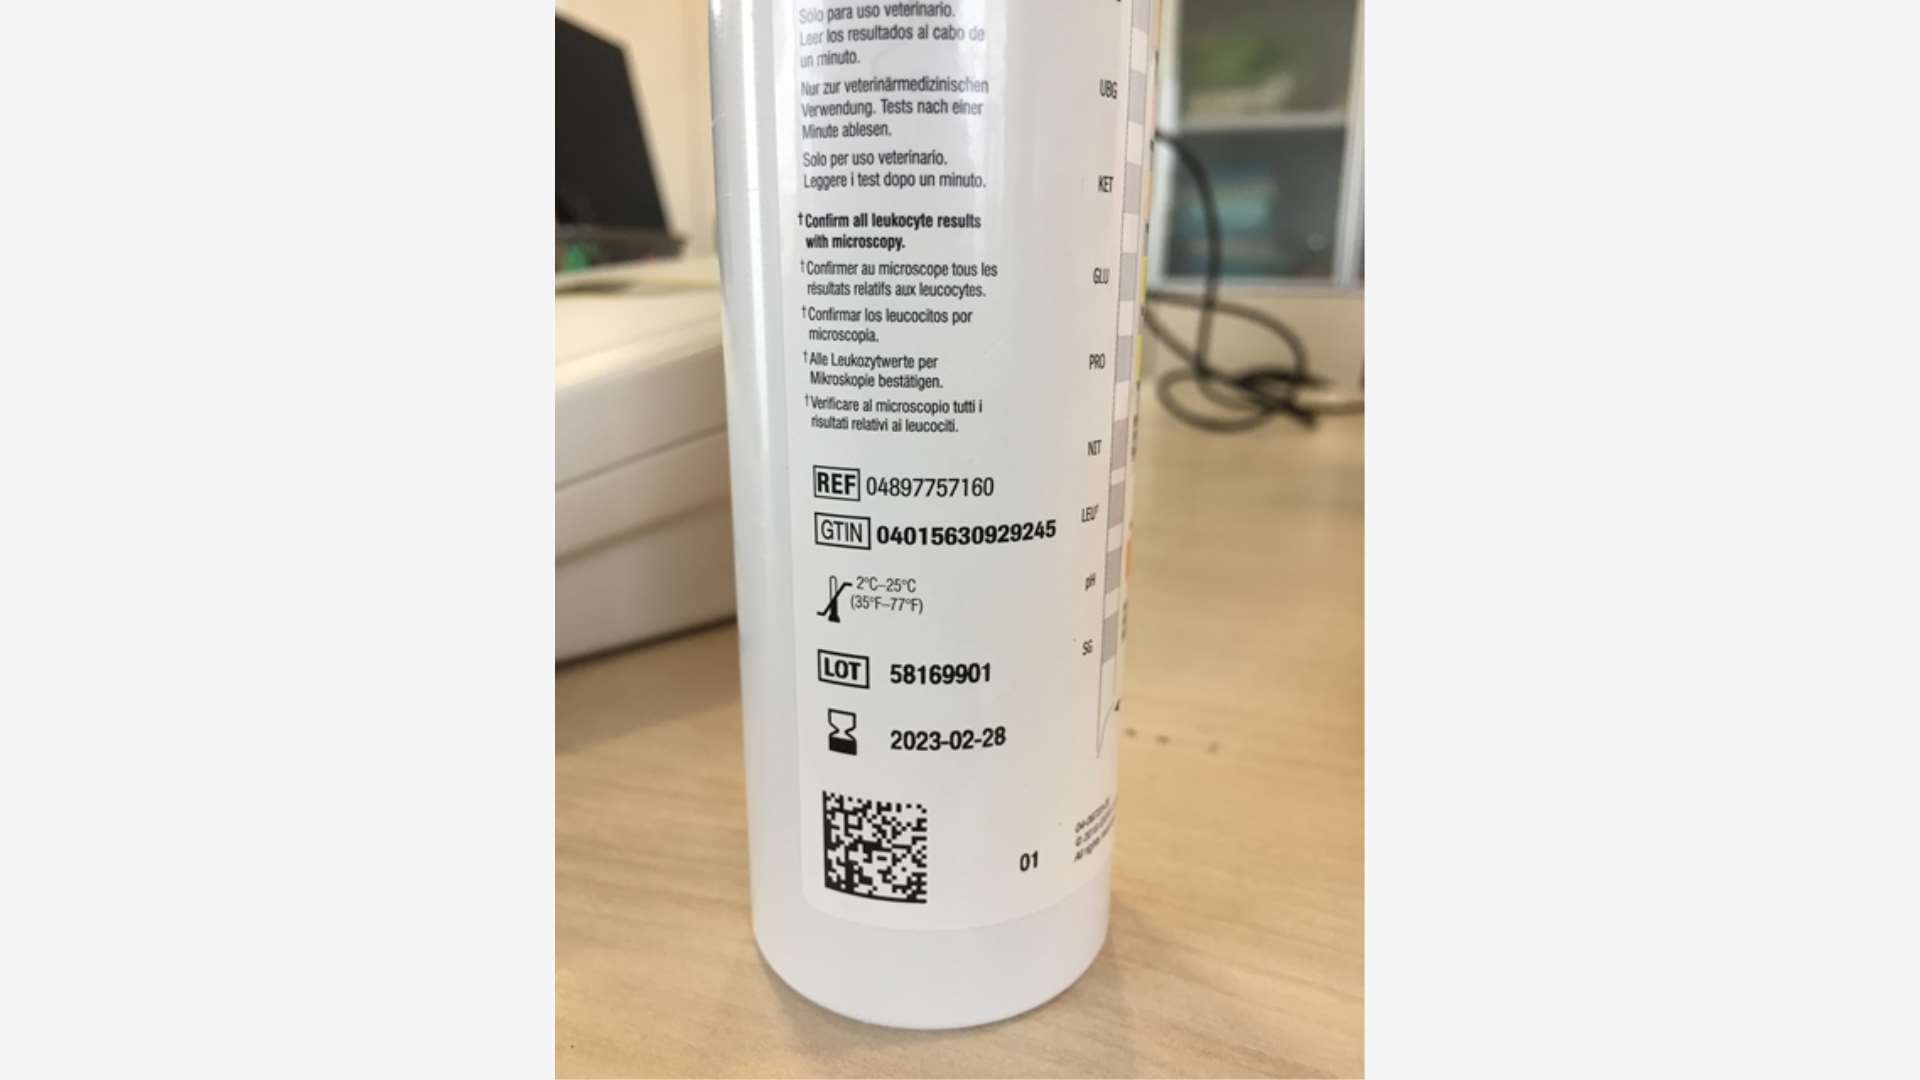 Sólo para uso veterinario.
Leer los resultados al cabo de
un minuto.
Nur zur veterinärmedizinischen
Verwendung. Tests nach einer
Minute ablesen.
Solo per uso veterinario.
Leggere i test dopo un minuto.
†Confirm all leukocyte results
with microscopy.
†Confirmer au microscope tous les
résultats relatifs aux leucocytes.
†Confirmar los leucocitos por
microscopía.
†Alle Leukozytwerte per
Mikroskopie bestätigen.
†Verificare al microscopio tutti i
risultati relativi ai leucociti.
REF 04897757160
GTIN 04015630929245
2°C–25°C
(35°F–77°F)
LOT 58169901
2023-02-28
01
UBG
KET
GLU
PRO
NIT
LEU†
pH
SG
All rights